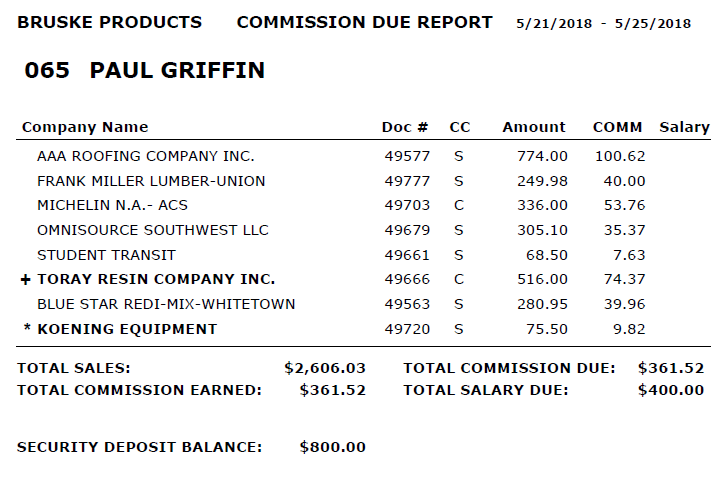 BRUSKE PRODUCTS COMMISSION DUE REPORT 5/21/2018 - 5/25/2018
065 PAUL GRIFFIN
Company Name Doc # CC Amount COMM Salary
AAA ROOFING COMPANY INC. 49577 S 774.00 100.62
FRANK MILLER LUMBER-UNION 49777 S 249.98 40.00
MICHELIN N.A.- ACS 49703 C 336.00 53.76
OMNISOURCE SOUTHWEST LLC 49679 S 305.10 35.37
STUDENT TRANSIT 49661 S 68.50 7.63
+ TORAY RESIN COMPANY INC. 49666 C 516.00 74.37
BLUE STAR REDI-MIX-WHITETOWN 49563 S 280.95 39.96
* KOENING EQUIPMENT 49720 S 75.50 9.82
TOTAL SALES: $2,606.03 TOTAL COMMISSION DUE: $361.52
TOTAL COMMISSION EARNED: $361.52 TOTAL SALARY DUE: $400.00
SECURITY DEPOSIT BALANCE: $800.00